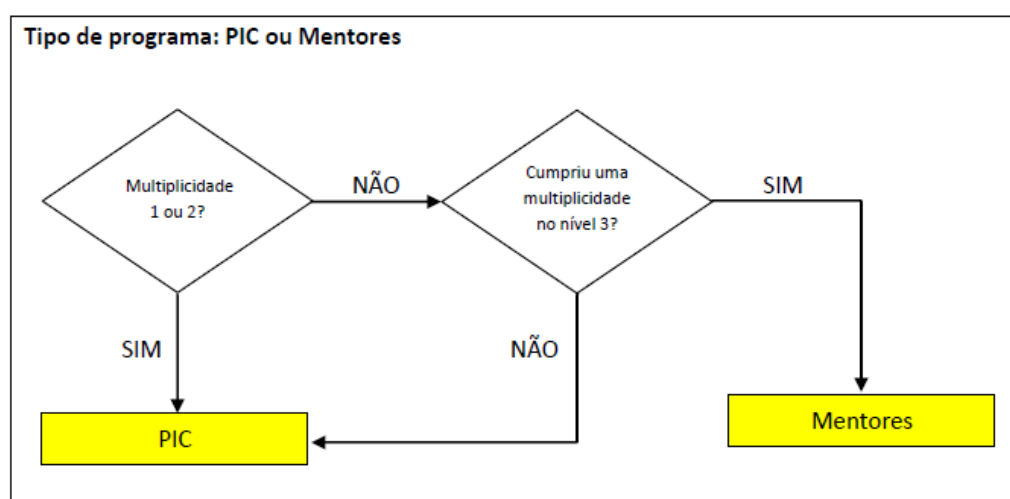 Tipo de programa: PIC ou Mentores
Multiplicidade
1 ou 2?
NÃO
Cumpriu uma
multiplicidade
no nível 3?
SIM
SIM
NÃO
PIC
Mentores